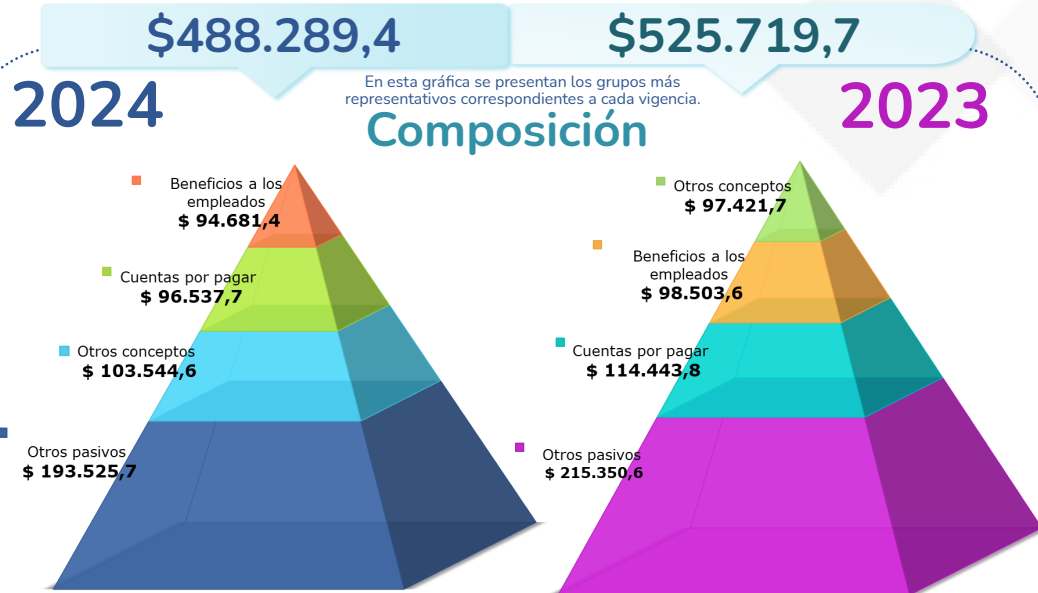 $488.289,4
$525.719,7
2024
En esta gráfica se presentan los grupos más
representativos correspondientes a cada vigencia.
2023
Composición
Beneficios a los
empleados
$ 94.681,4
Cuentas por pagar
$ 96.537,7
Otros conceptos
$ 103.544,6
Otros pasivos
$ 193.525,7
Otros conceptos
$ 97.421,7
Beneficios a los
empleados
$ 98.503,6
Cuentas por pagar
$ 114.443,8
Otros pasivos
$ 215.350,6